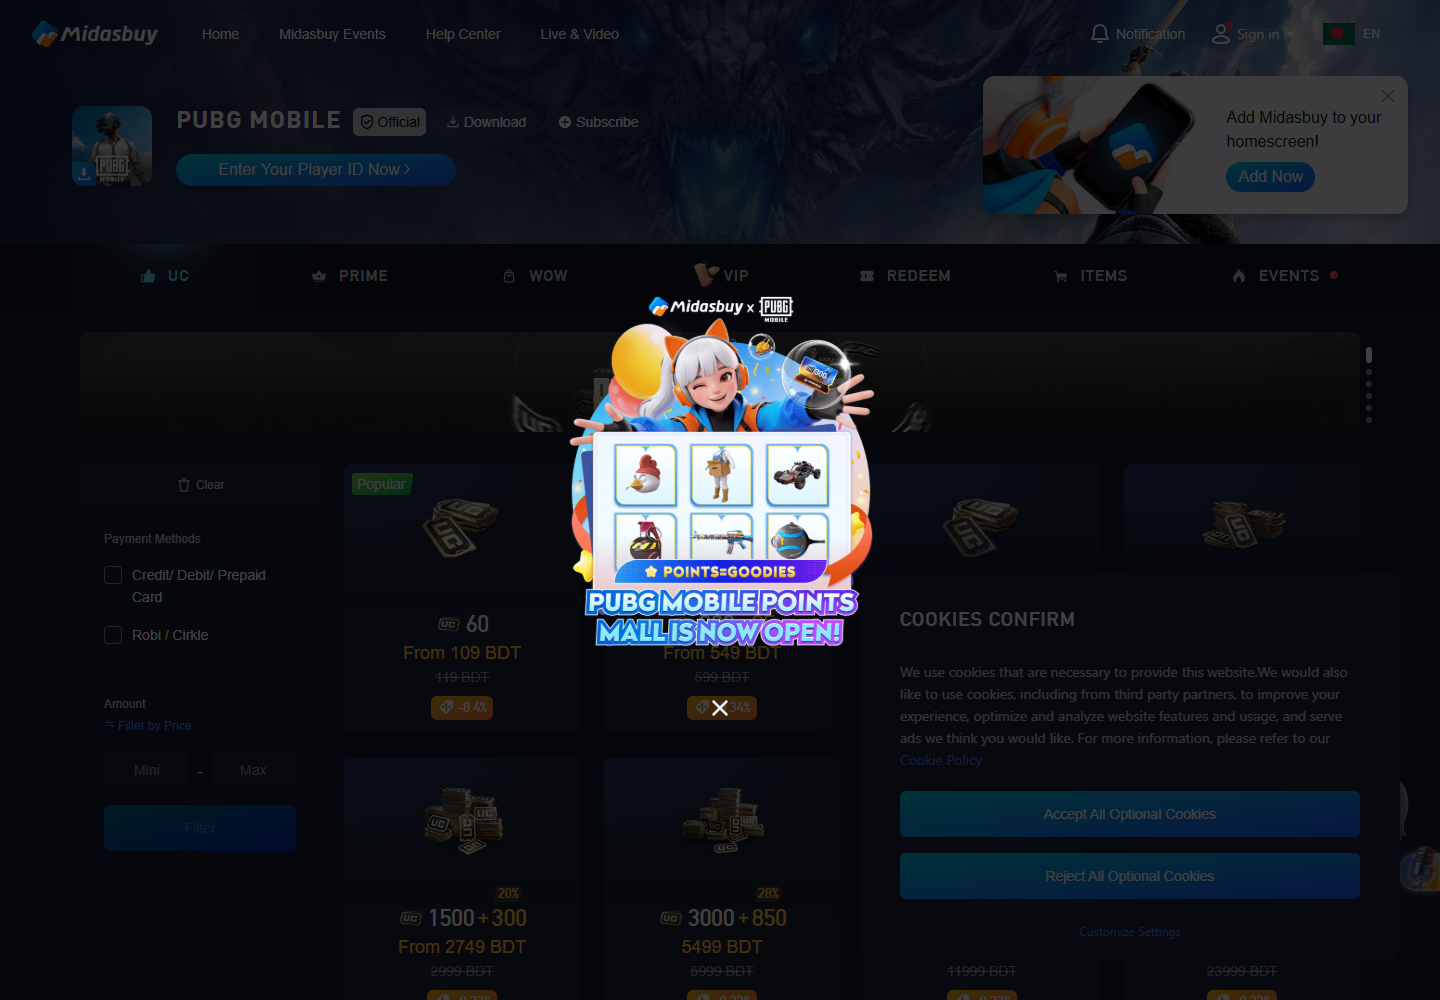 Midasbuy
Home
Midasbuy Events
Help Center
Live & Video
Notification
Sign in
EN
PUBG MOBILE
Official
Download
Subscribe
Enter Your Player ID Now
PUBG
MOBILE
Add Midasbuy to your
homescreen!
Add Now
UC
PRIME
WOW
VIP
REDEEM
ITEMS
EVENTS
Midasbuy x PUBG
MOBILE
POINTS=GOODIES
PUBG MOBILE POINTS
MALL IS NOW OPEN!
Clear
Payment Methods
Credit/ Debit/ Prepaid
Card
Robi / Cirkle
Amount
Filter by Price
Mini
-
Max
Filter
Popular
UC 60
From 109 BDT
119 BDT
-8.4%
From 549 BDT
599 BDT
34%
20%
UC 1500 + 300
From 2749 BDT
2999 BDT
28%
UC 3000 + 850
5499 BDT
5999 BDT
11999 BDT
23999 BDT
COOKIES CONFIRM
We use cookies that are necessary to provide this website.We would also
like to use cookies, including from third party partners, to improve your
experience, optimize and analyze website features and usage, and serve
ads we think you would like. For more information, please refer to our
Cookie Policy
Accept All Optional Cookies
Reject All Optional Cookies
Customize Settings